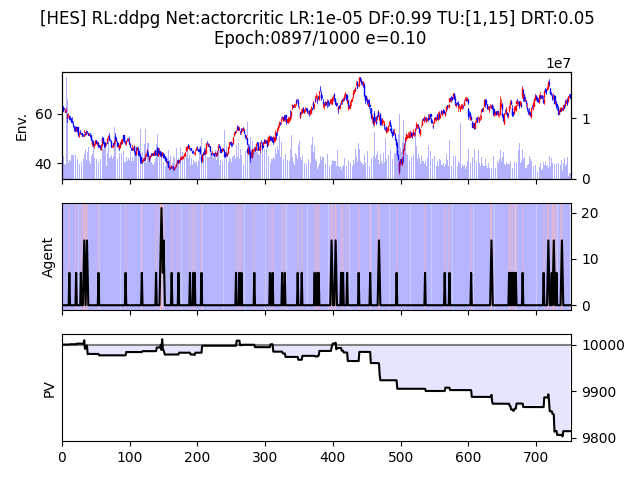 [HES] RL:ddpg Net:actorcritic LR:1e-05 DF:0.99 TU:[1,15] DRT:0.05
Epoch:0897/1000 e=0.10
1e7
Env.
60
40
1
0
Agent
20
10
0
PV
10000
9900
9800
0 100 200 300 400 500 600 700